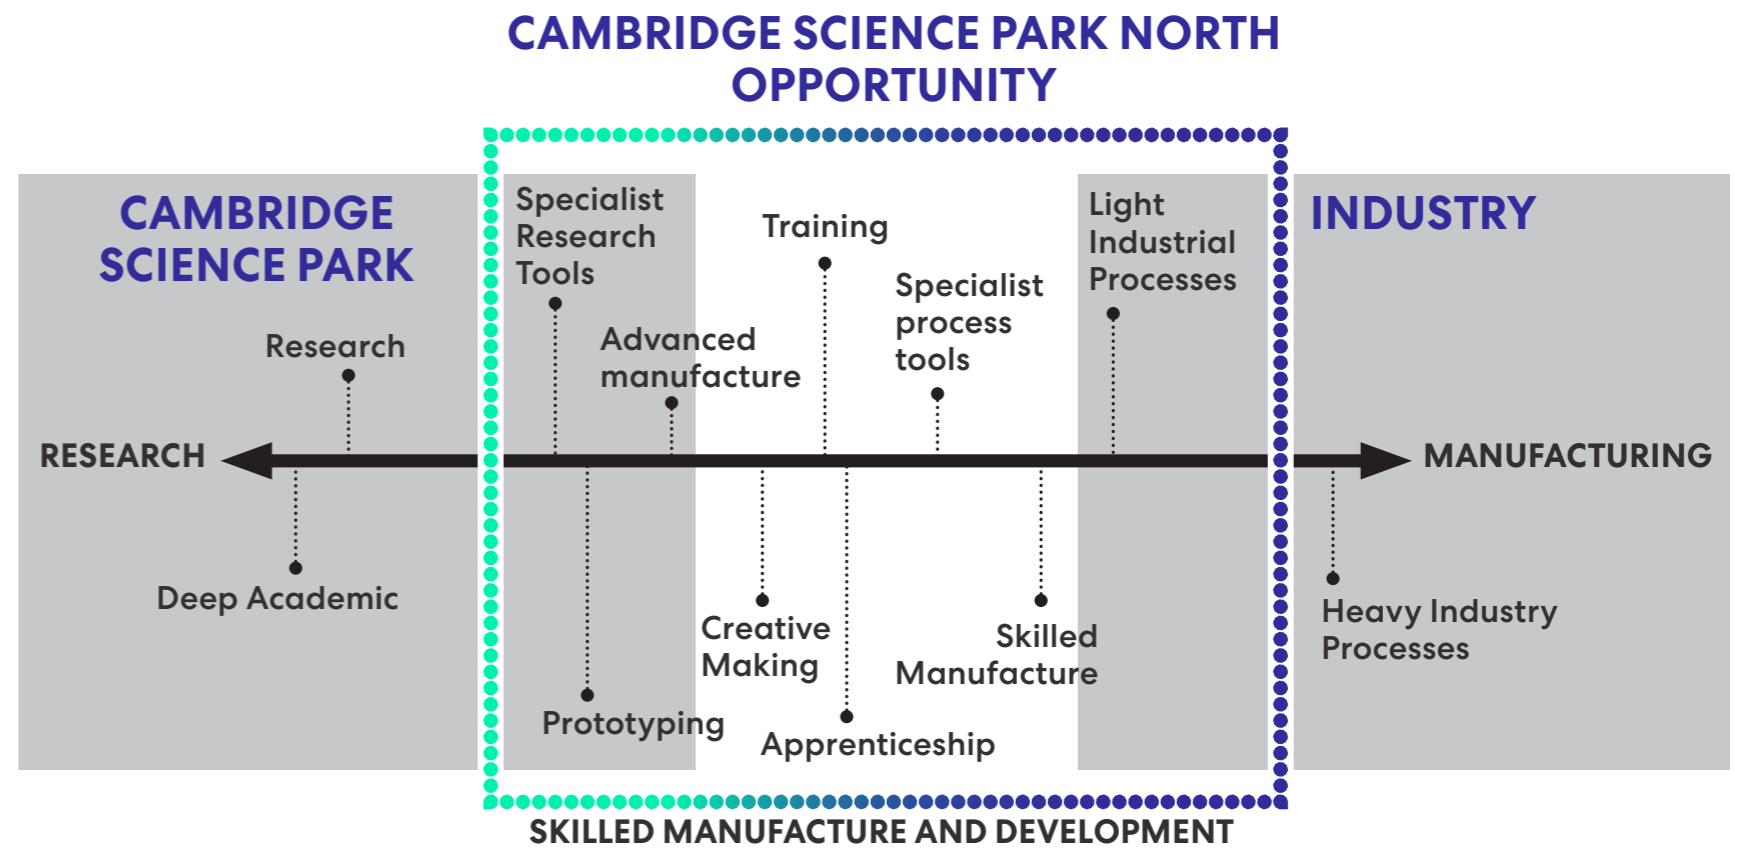 CAMBRIDGE SCIENCE PARK NORTH
OPPORTUNITY
CAMBRIDGE
SCIENCE PARK
Specialist
Research
Tools
Training
Light
Industrial
Processes
INDUSTRY
Specialist
process
tools
Research
Advanced
manufacture
RESEARCH
MANUFACTURING
Deep Academic
Creative
Making
Skilled
Manufacture
Heavy Industry
Processes
Prototyping
Apprenticeship
SKILLED MANUFACTURE AND DEVELOPMENT